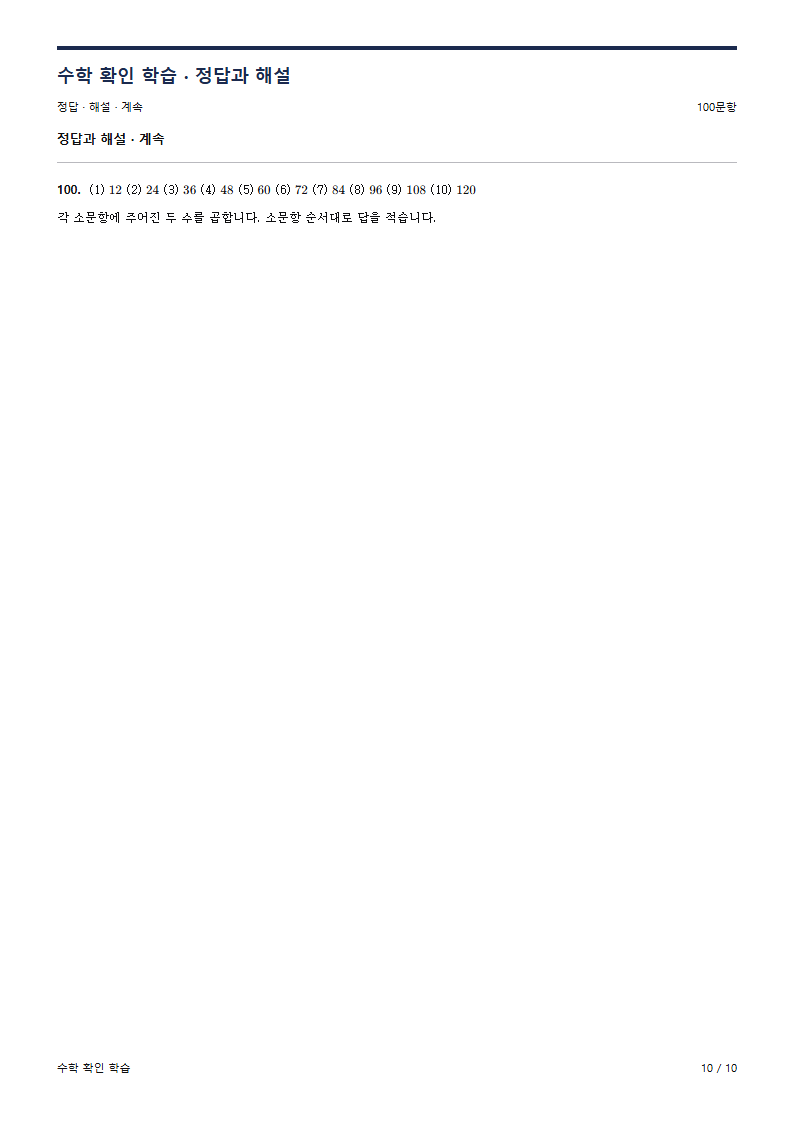 수학 확인 학습 · 정답과 해설
정답 · 해설 · 계속 100문항
정답과 해설 · 계속
100. (1) 12 (2) 24 (3) 36 (4) 48 (5) 60 (6) 72 (7) 84 (8) 96 (9) 108 (10) 120
각 소문항에 주어진 두 수를 곱합니다. 소문항 순서대로 답을 적습니다.
수학 확인 학습 10 / 10